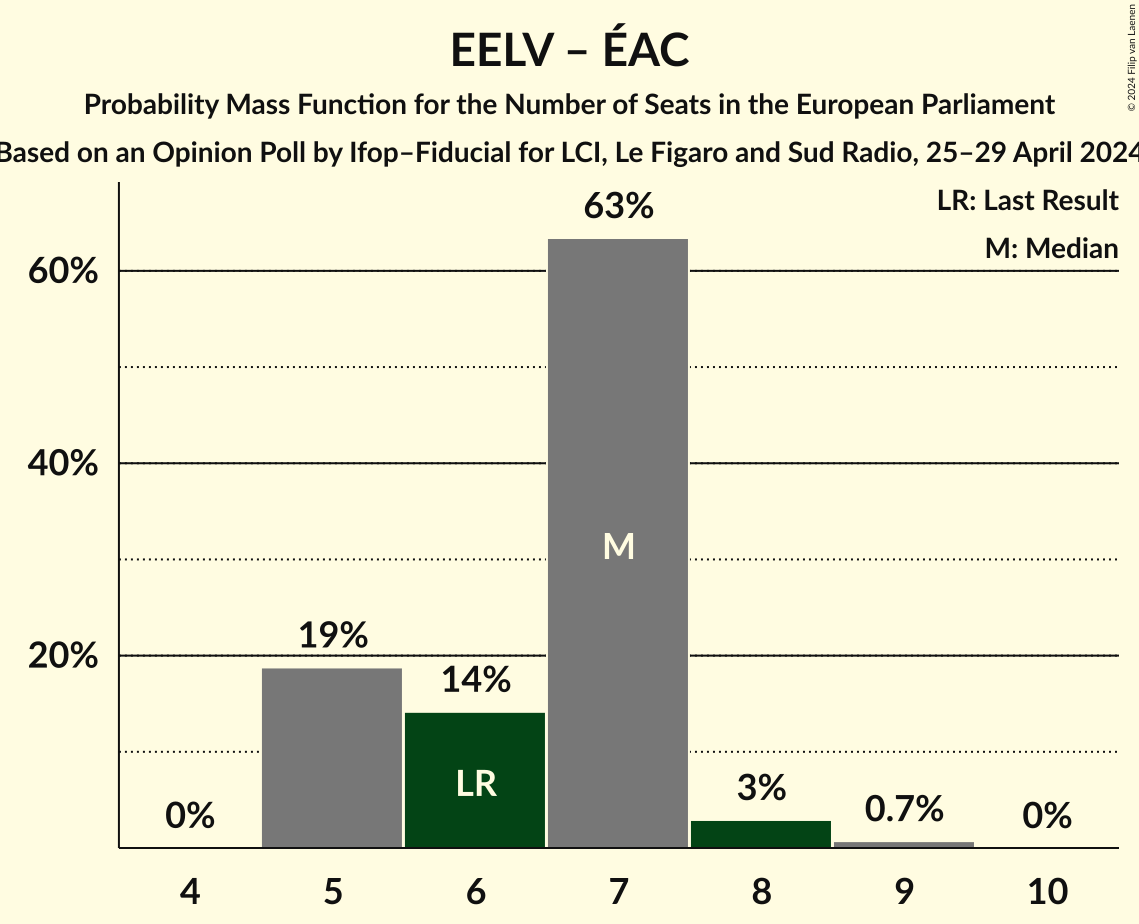 EELV – ÉAC
Probability Mass Function for the Number of Seats in the European Parliament
Based on an Opinion Poll by Ifop–Fiducial for LCI, Le Figaro and Sud Radio, 25–29 April 2024
© 2024 Filip van Laenen
LR: Last Result
M: Median
63%
60%
40%
M
20%
19%
14%
LR
0%
3%
0.7%
0%
4 5 6 7 8 9 10